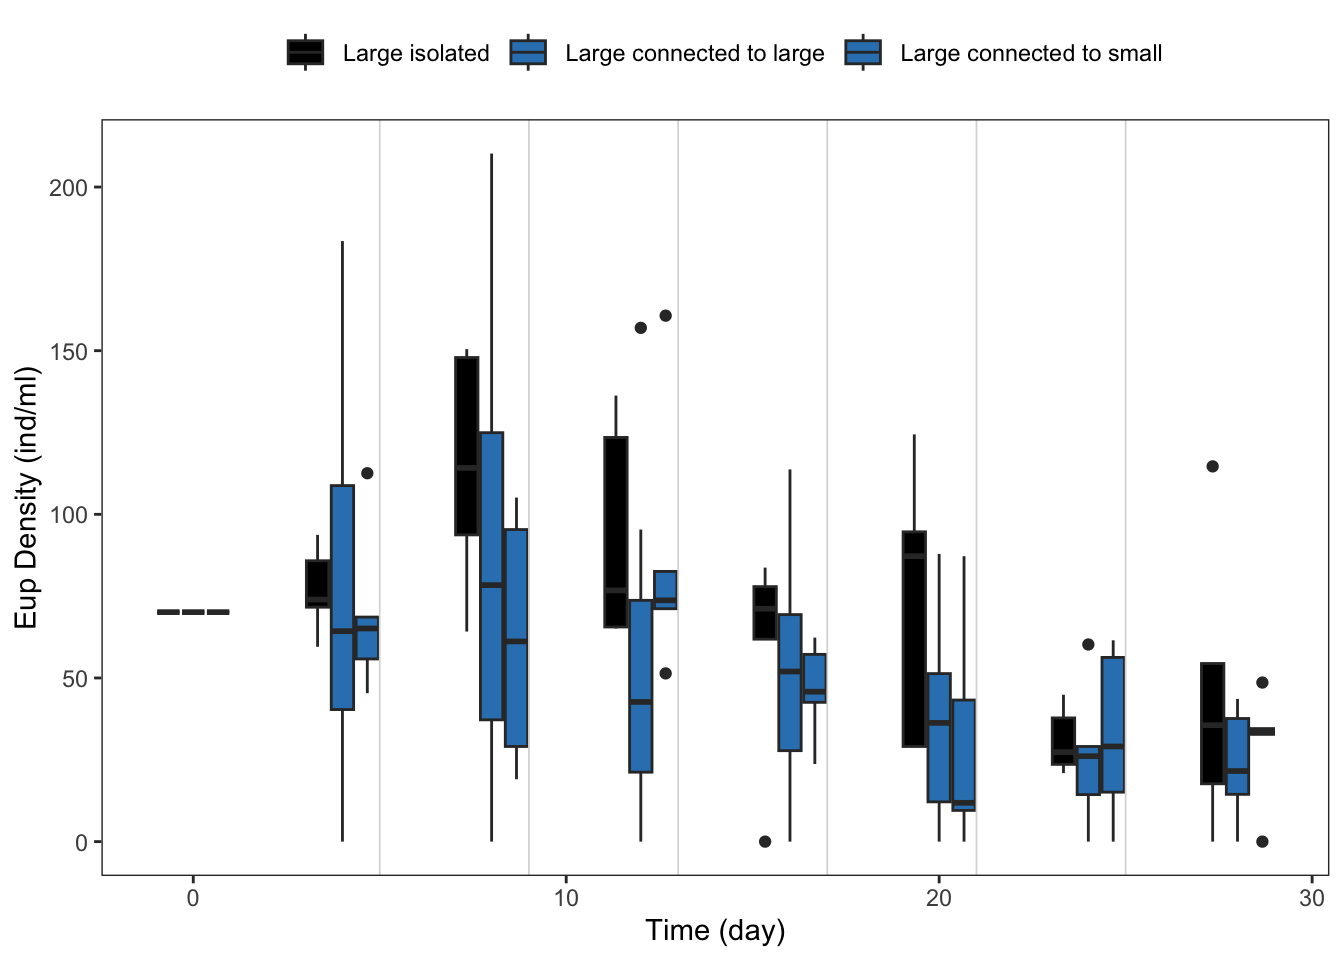 Large isolated Large connected to large Large connected to small
Eup Density (ind/ml)
200
150
100
50
0
0 10 20 30
Time (day)